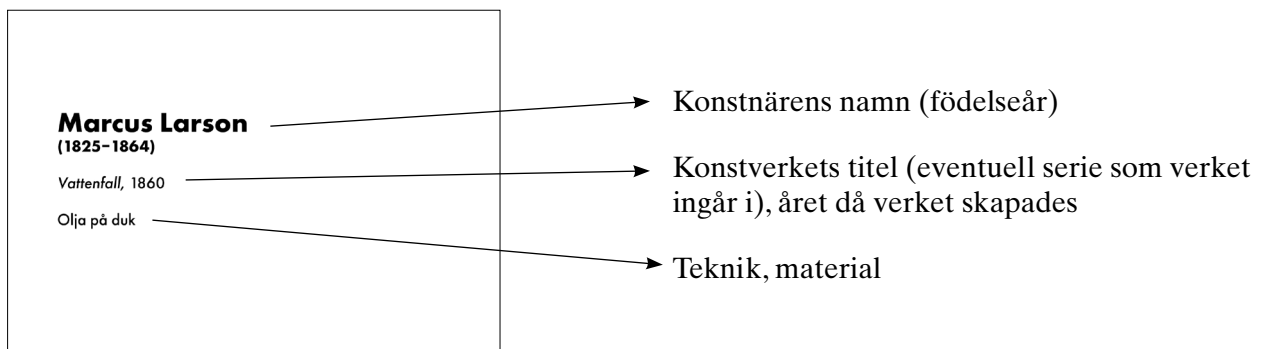 Marcus Larson
(1825–1864)
Vattenfall, 1860
Olja på duk
Konstnärens namn (födelseår)
Konstverkets titel (eventuell serie som verket
ingår i), året då verket skapades
Teknik, material